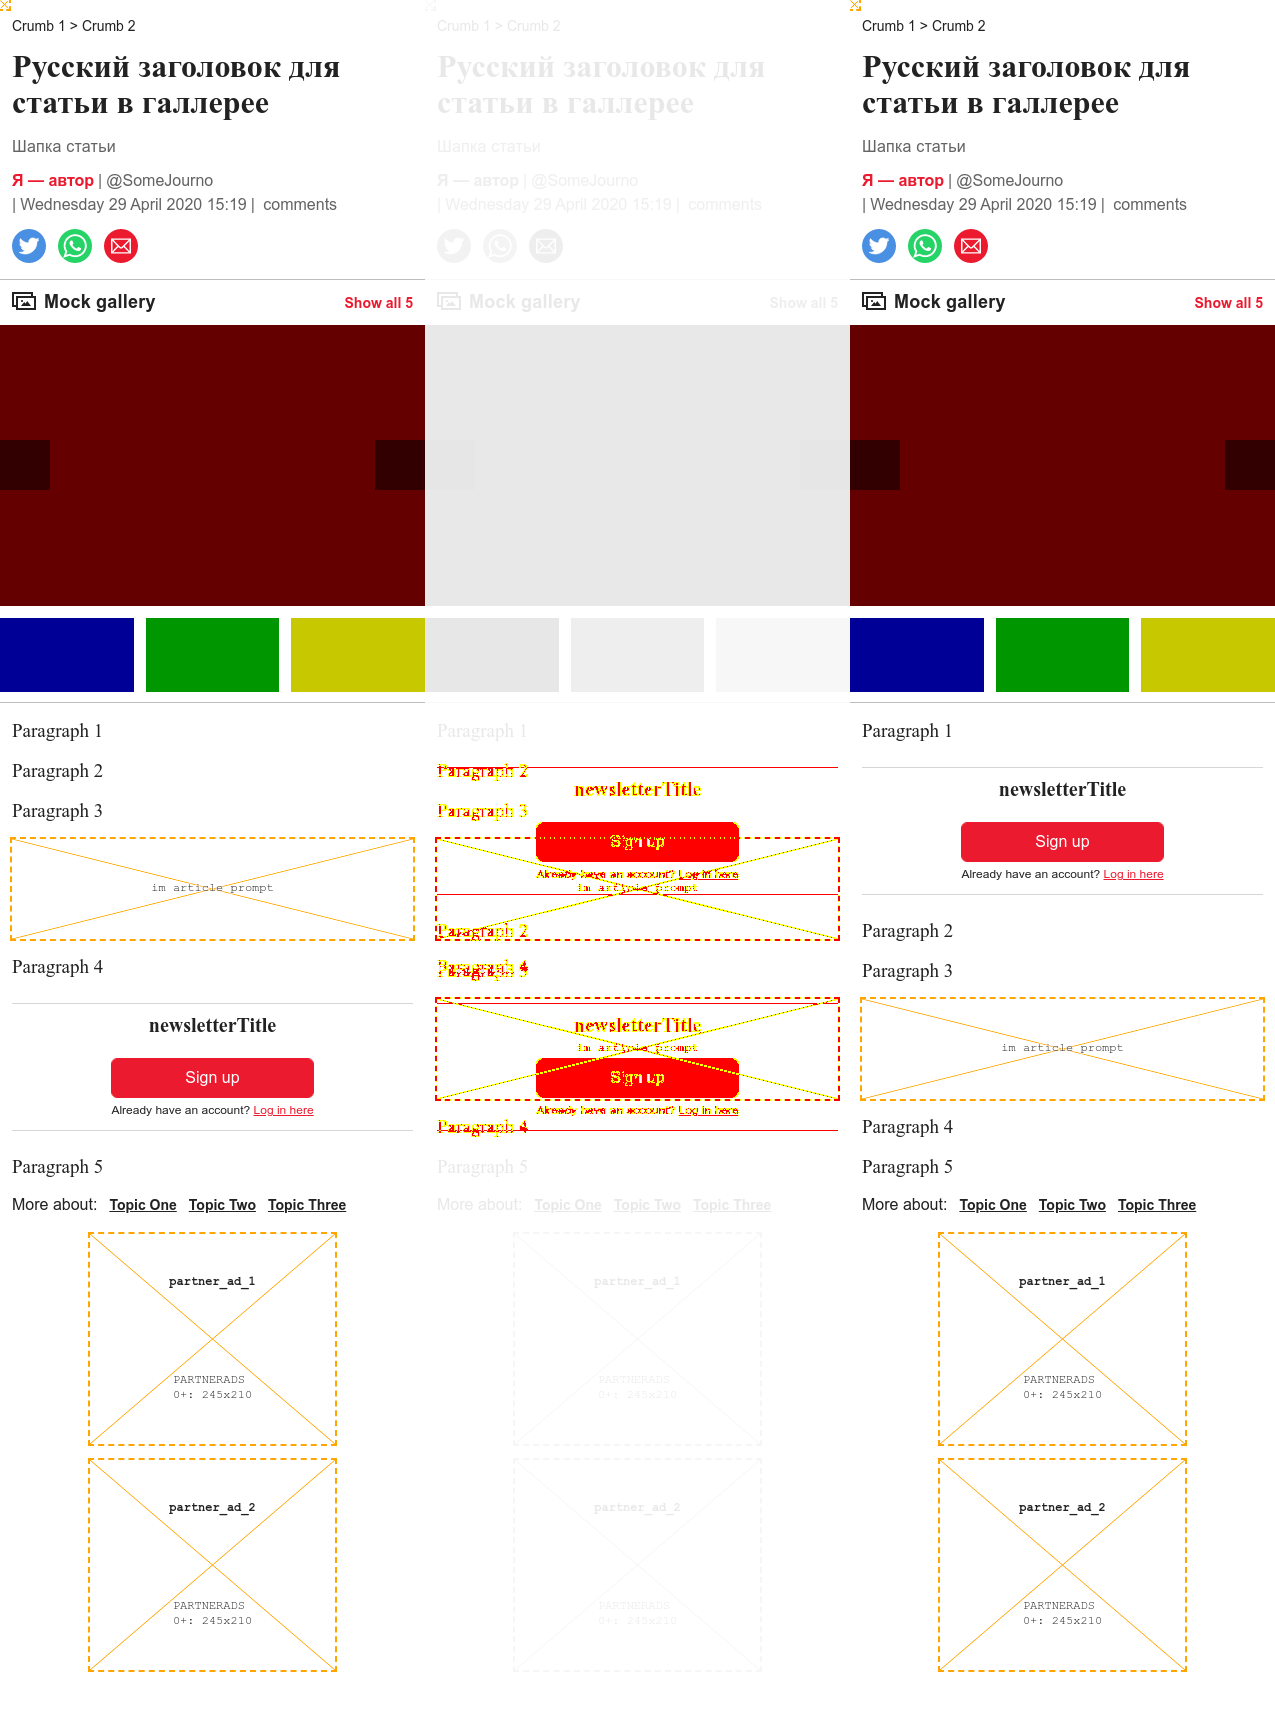 Crumb 1 > Crumb 2
Русский заголовок для
статьи в галлерее
Шапка статьи
Я — автор | @SomeJourno
| Wednesday 29 April 2020 15:19 | comments
Mock gallery
Show all 5
Paragraph 1
Paragraph 2
Paragraph 3
im article prompt
Paragraph 4
newsletterTitle
Sign up
Already have an account? Log in here
Paragraph 5
More about: Topic One Topic Two Topic Three
partner_ad_1
PARTNERADS
0+: 245x210
partner_ad_2
PARTNERADS
0+: 245x210
Crumb 1 > Crumb 2
Русский заголовок для
статьи в галлерее
Шапка статьи
Я — автор | @SomeJourno
| Wednesday 29 April 2020 15:19 | comments
Mock gallery
Show all 5
Paragraph 1
Paragraph 2
newsletterTitle
Paragraph 3
Sign up
Already have an account? Log in here
im article prompt
Paragraph 2
Paragraph 4
newsletterTitle
im article prompt
Sign up
Already have an account? Log in here
Paragraph 4
Paragraph 5
More about: Topic One Topic Two Topic Three
partner_ad_1
PARTNERADS
0+: 245x210
partner_ad_2
PARTNERADS
0+: 245x210
Crumb 1 > Crumb 2
Русский заголовок для
статьи в галлерее
Шапка статьи
Я — автор | @SomeJourno
| Wednesday 29 April 2020 15:19 | comments
Mock gallery
Show all 5
Paragraph 1
newsletterTitle
Sign up
Already have an account? Log in here
Paragraph 2
Paragraph 3
im article prompt
Paragraph 4
Paragraph 5
More about: Topic One Topic Two Topic Three
partner_ad_1
PARTNERADS
0+: 245x210
partner_ad_2
PARTNERADS
0+: 245x210